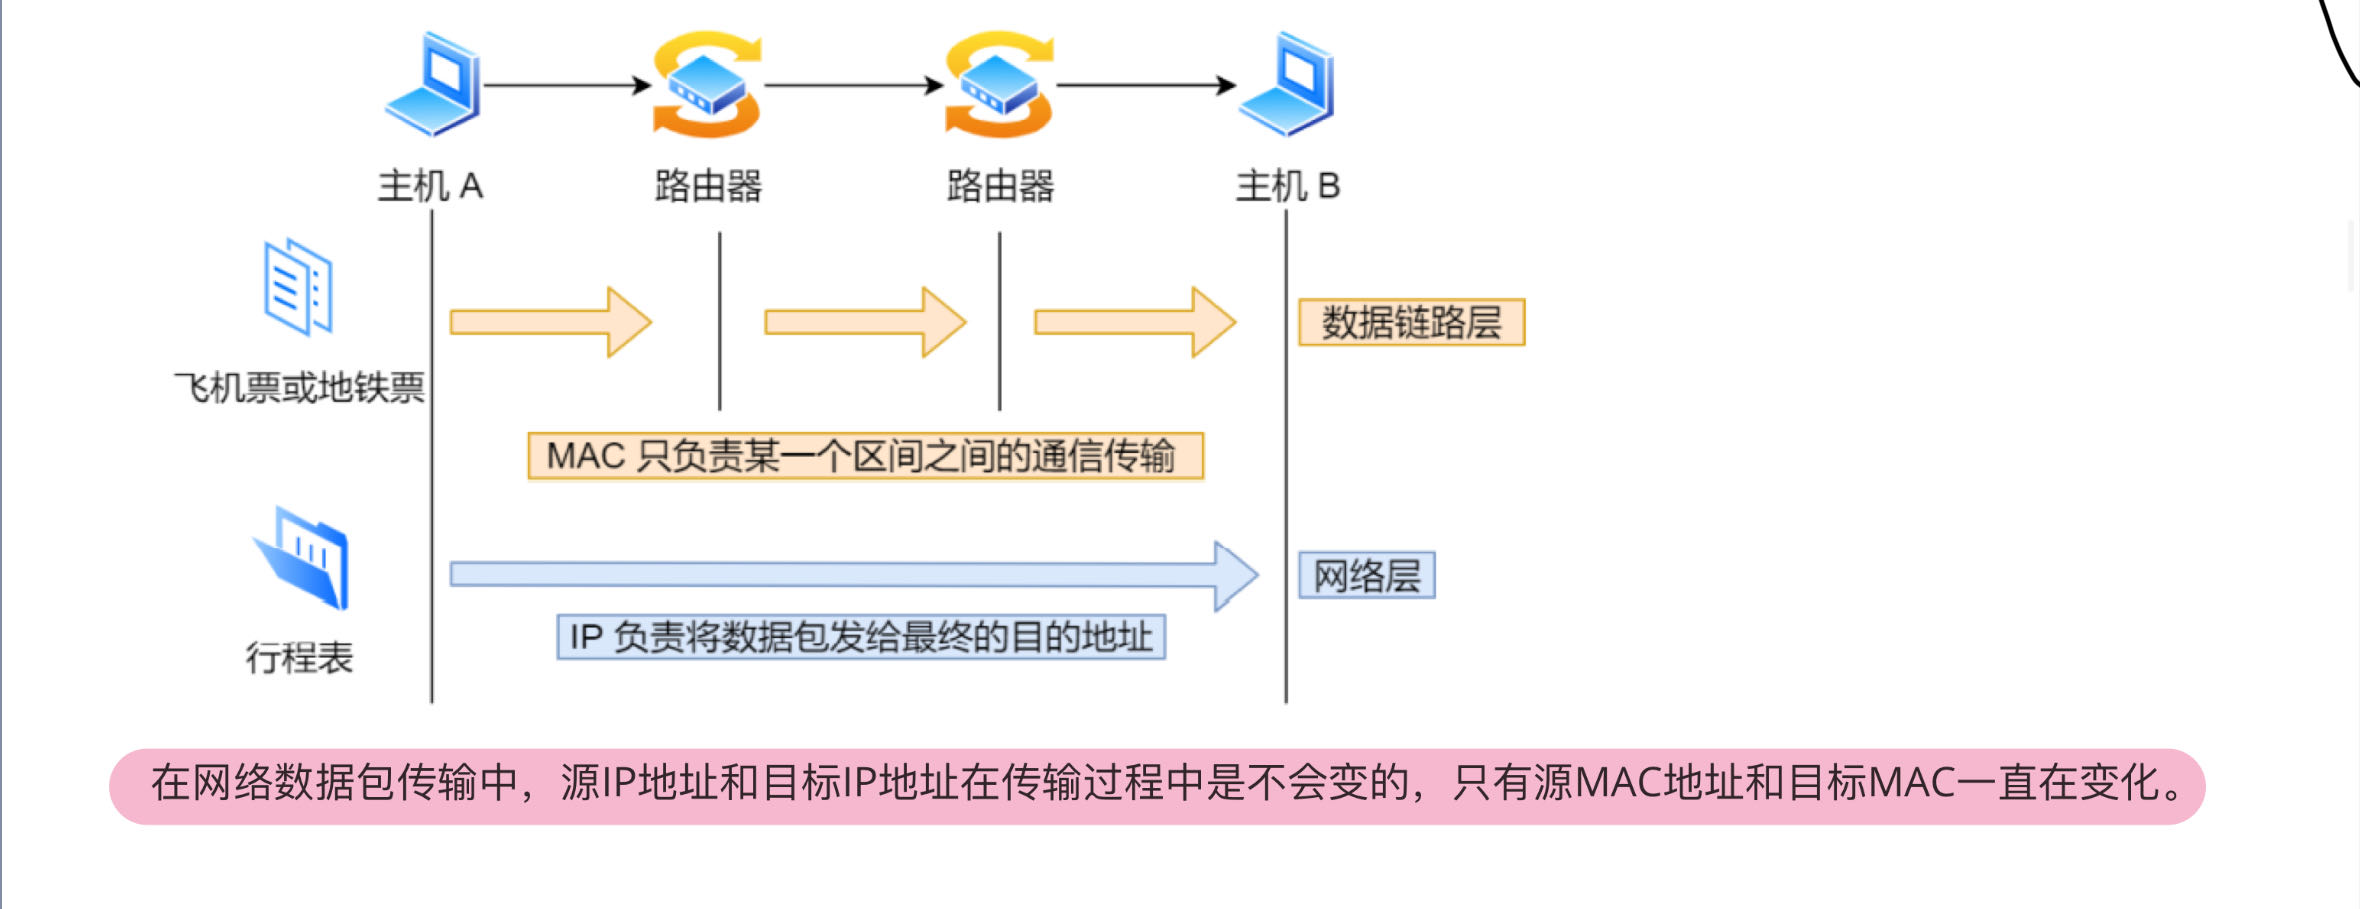 主机 A
路由器
路由器
主机 B
飞机票或地铁票
数据链路层
MAC 只负责某一个区间之间的通信传输
行程表
网络层
IP 负责将数据包发给最终的目的地址
在网络数据包传输中，源IP地址和目标IP地址在传输过程中是不会变的，只有源MAC地址和目标MAC一直在变化。